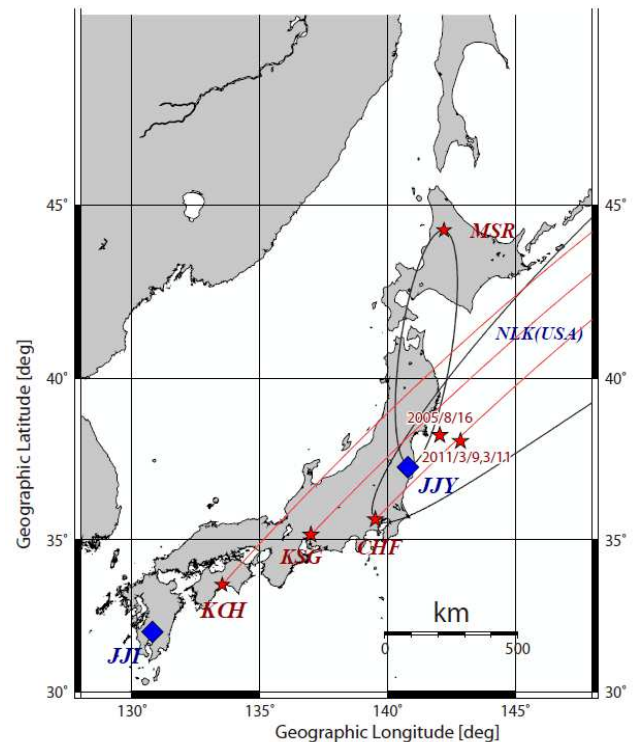 45°
45°
MSR
NLK(USA)
40°
40°
2005/8/16
2011/3/9,3/11
JJY
35°
35°
KSG
CHF
KCH
km
JJI
0
500
30°
30°
130°
135°
140°
145°
Geographic Longitude [deg]
Geographic Latitude [deg]